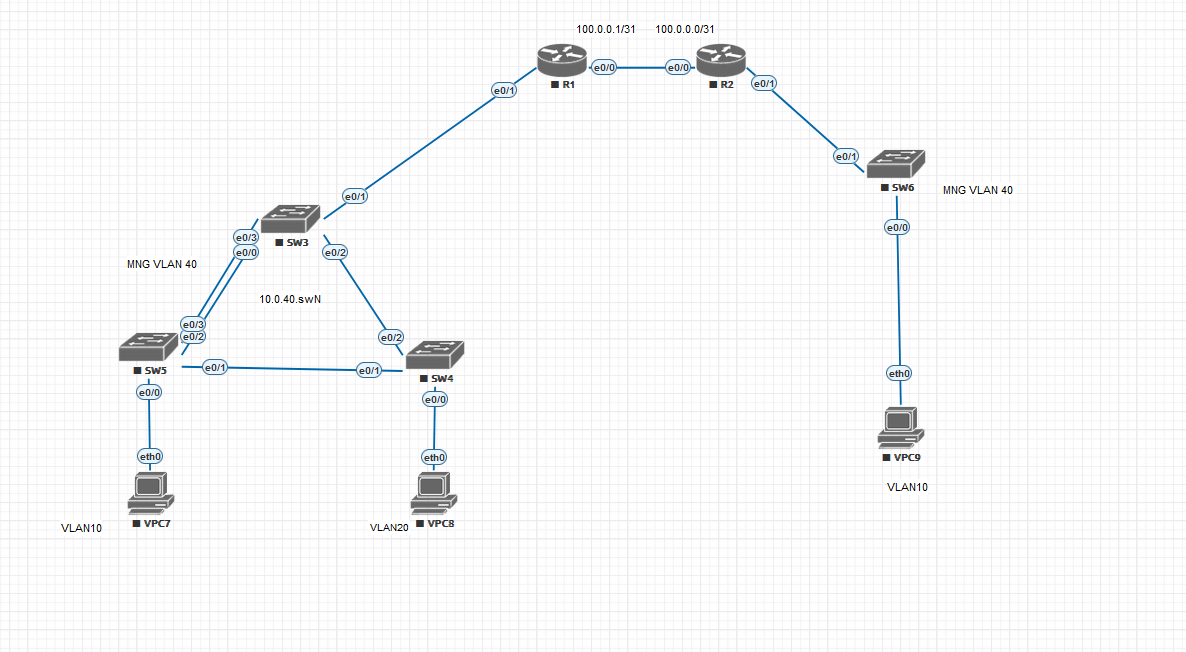 100.0.0.1/31 100.0.0.0/31
e0/0 e0/0
R1 R2
e0/1 e0/1
e0/1
SW6 MNG VLAN 40
e0/1
e0/0
SW3
e0/3 e0/2
e0/0
MNG VLAN 40
10.0.40.swN
e0/3
e0/2 e0/2
SW5 e0/1 e0/1 SW4
eth0
e0/0 e0/0
eth0 eth0
VPC9
VLAN10
VLAN10 VPC7 VLAN20 VPC8